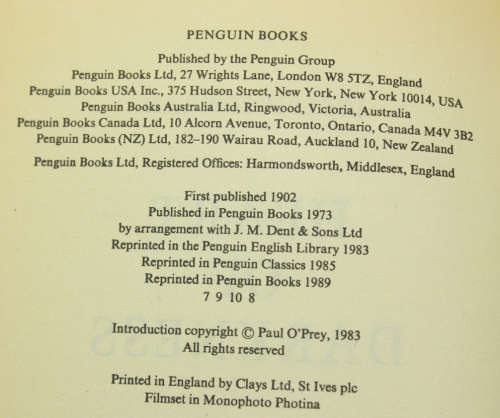 PENGUIN BOOKS
Published by the Penguin Group
Penguin Books Ltd, 27 Wrights Lane, London W8 5TZ, England
Penguin Books USA Inc., 375 Hudson Street, New York, New York 10014, USA
Penguin Books Australia Ltd, Ringwood, Victoria, Australia
Penguin Books Canada Ltd, 10 Alcorn Avenue, Toronto, Ontario, Canada M4V 3B2
Penguin Books (NZ) Ltd, 182–190 Wairau Road, Auckland 10, New Zealand
Penguin Books Ltd, Registered Offices: Harmondsworth, Middlesex, England
First published 1902
Published in Penguin Books 1973
by arrangement with J. M. Dent & Sons Ltd
Reprinted in the Penguin English Library 1983
Reprinted in Penguin Classics 1985
Reprinted in Penguin Books 1989
7 9 10 8
Introduction copyright © Paul O'Prey, 1983
All rights reserved
Printed in England by Clays Ltd, St Ives plc
Filmset in Monophoto Photina